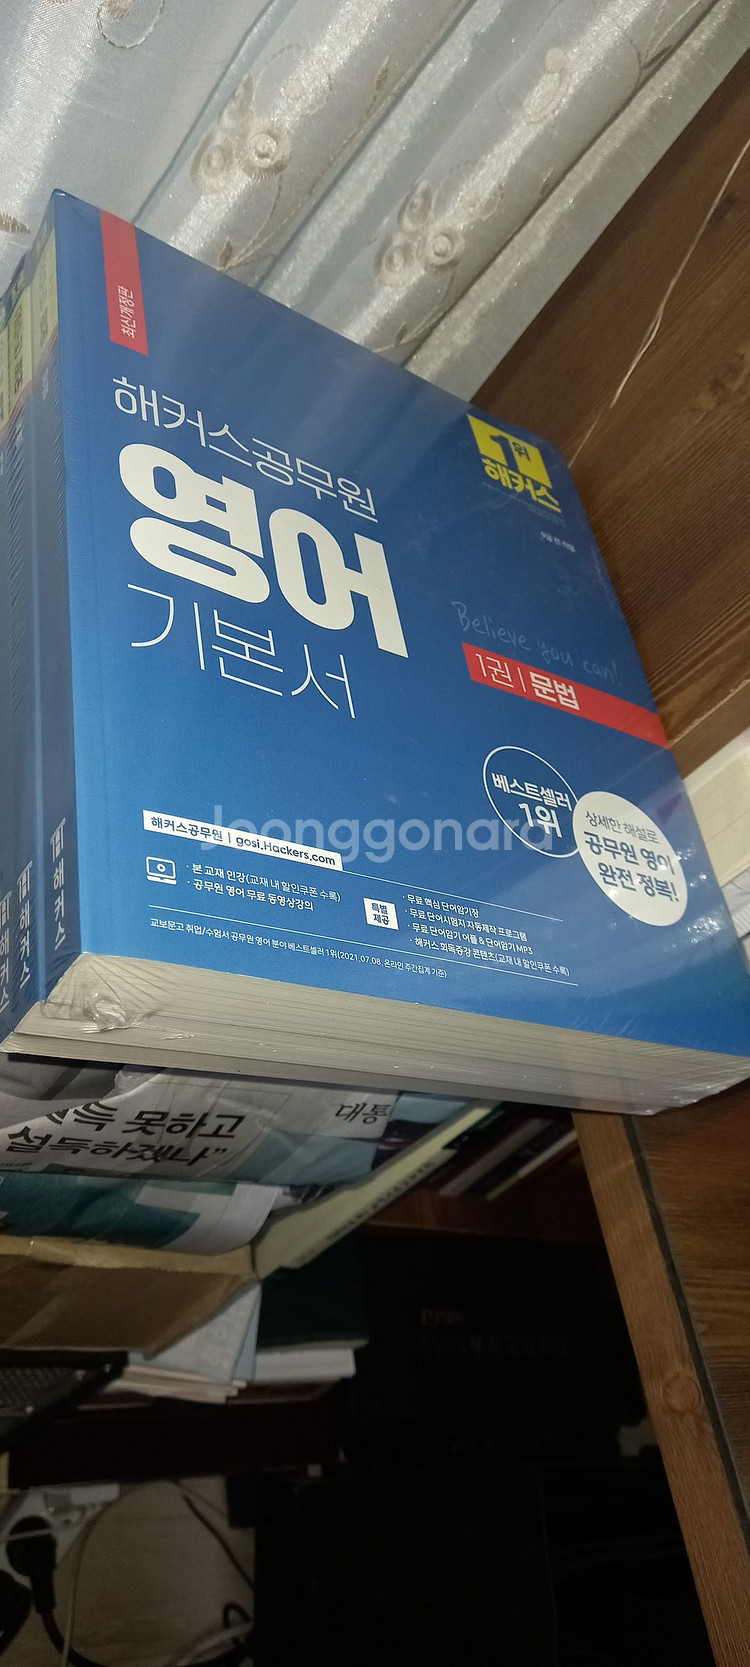 최신개정판
해커스공무원
영어
기본서
1위
해커스
9급 전 직렬
Believe you can!
1권 | 문법
베스트셀러
1위
상세한 해설로
공무원 영어
완전 정복!
Joonggonara
해커스공무원 | gosi.Hackers.com
· 본 교재 인강(교재 내 할인쿠폰 수록)
· 공무원 영어 무료 동영상강의
특별
제공
· 무료 핵심 단어암기장
· 무료 단어시험지 자동제작 프로그램
· 무료 단어암기 어플 & 단어암기 MP3
· 해커스 회독증강 콘텐츠(교재 내 할인쿠폰 수록)
교보문고 취업/수험서 공무원 영어 분야 베스트셀러 1위(2021.07.08. 온라인 주간집계 기준)
해커스
해커스
해커스
못하고
설득하겠나”
대통